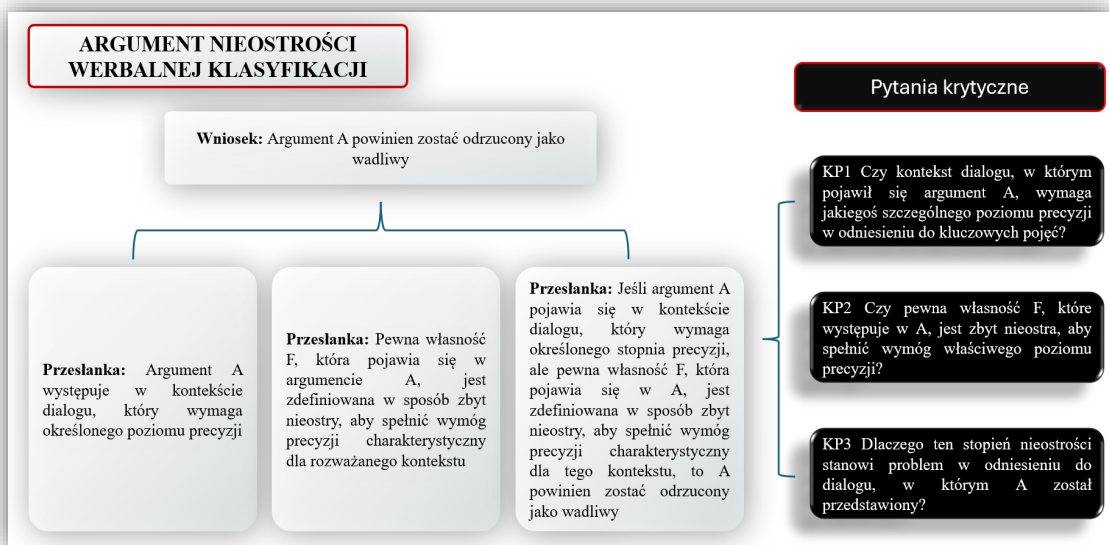 ARGUMENT NIEOSTROŚCI
WERBALNEJ KLASYFIKACJI
Wniosek: Argument A powinien zostać odrzucony jako
wadliwy
Przesłanka: Argument A
występuje w kontekście
dialogu, który wymaga
określonego poziomu precyzji
Przesłanka: Pewna własność
F, która pojawia się w
argumencie A, jest
zdefiniowana w sposób zbyt
nieostry, aby spełnić wymóg
precyzji charakterystyczny
dla rozważanego kontekstu
Przesłanka: Jeśli argument A
pojawia się w kontekście
dialogu, który wymaga
określonego stopnia precyzji,
ale pewna własność F, która
pojawia się w A, jest
zdefiniowana w sposób zbyt
nieostry, aby spełnić wymóg
precyzji charakterystyczny
dla tego kontekstu, to A
powinien zostać odrzucony
jako wadliwy
Pytania krytyczne
KP1 Czy kontekst dialogu, w którym
pojawił się argument A, wymaga
jakiegoś szczególnego poziomu precyzji
w odniesieniu do kluczowych pojęć?
KP2 Czy pewna własność F, które
występuje w A, jest zbyt nieostra, aby
spełnić wymóg właściwego poziomu
precyzji?
KP3 Dlaczego ten stopień nieostrości
stanowi problem w odniesieniu do
dialogu, w którym A został
przedstawiony?